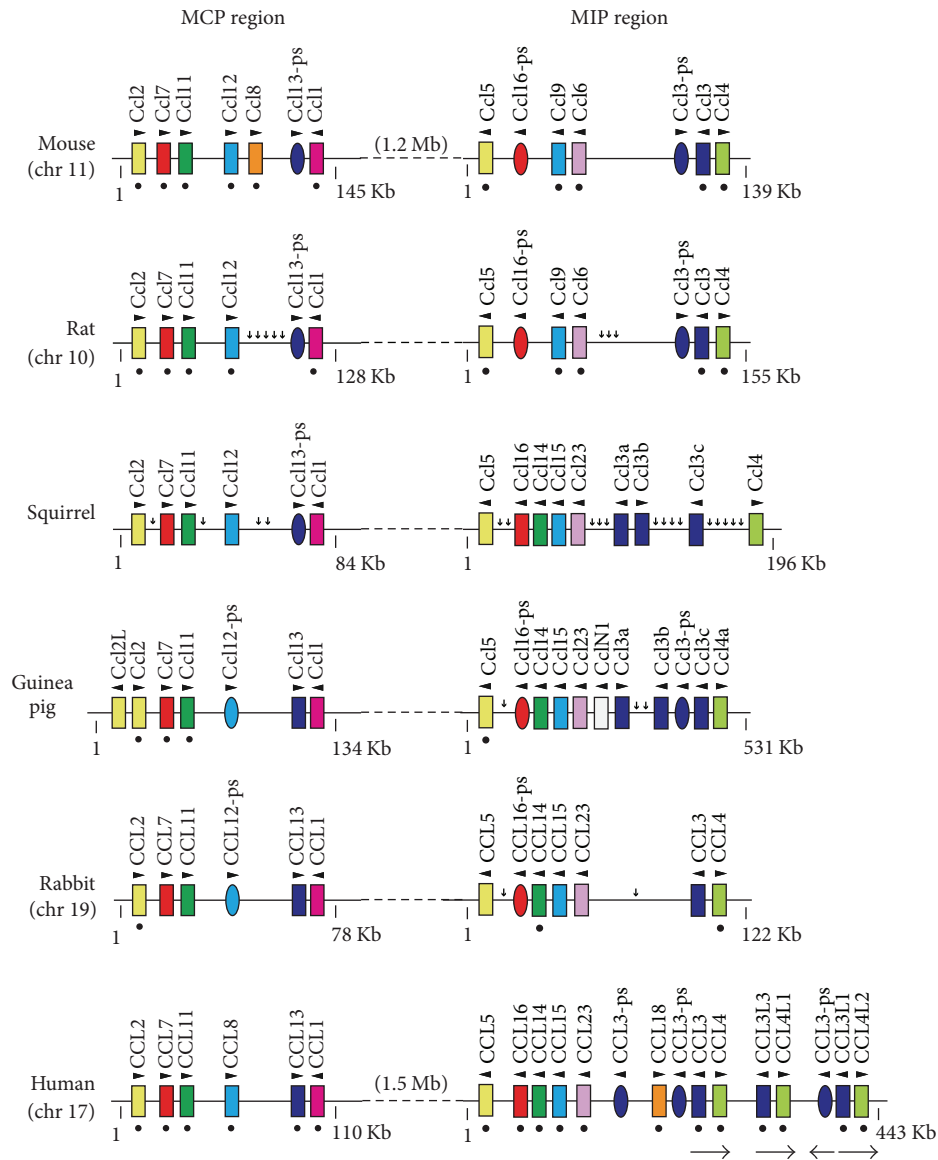 MCP region MIP region
Ccl2 Ccl7 Ccl11 Ccl12 Ccl8 Ccl13-ps Ccl1 Ccl5 Ccl16-ps Ccl9 Ccl6 Ccl3-ps Ccl3 Ccl4
Mouse (1.2 Mb)
(chr 11)
1 145 Kb 1 139 Kb
Ccl2 Ccl7 Ccl11 Ccl12 Ccl13-ps Ccl1 Ccl5 Ccl16-ps Ccl9 Ccl6 Ccl3-ps Ccl3 Ccl4
Rat
(chr 10)
1 128 Kb 1 155 Kb
Ccl2 Ccl7 Ccl11 Ccl12 Ccl13-ps Ccl1 Ccl5 Ccl16 Ccl14 Ccl15 Ccl23 Ccl3a Ccl3b Ccl3c Ccl4
Squirrel
1 84 Kb 1 196 Kb
Ccl2L Ccl2 Ccl7 Ccl11 Ccl12-ps Ccl13 Ccl1 Ccl5 Ccl16-ps Ccl14 Ccl15 Ccl23 CclN1 Ccl3a Ccl3b Ccl3-ps Ccl3c Ccl4a
Guinea
pig
1 134 Kb 1 531 Kb
CCL2 CCL7 CCL11 CCL12-ps CCL13 CCL1 CCL5 CCL16-ps CCL14 CCL15 CCL23 CCL3 CCL4
Rabbit
(chr 19)
1 78 Kb 1 122 Kb
CCL2 CCL7 CCL11 CCL8 CCL13 CCL1 CCL5 CCL16 CCL14 CCL15 CCL23 CCL3-ps CCL18 CCL3-ps CCL3 CCL4 CCL3L3 CCL4L1 CCL3-ps CCL3L1 CCL4L2
Human (1.5 Mb)
(chr 17)
1 110 Kb 1 443 Kb